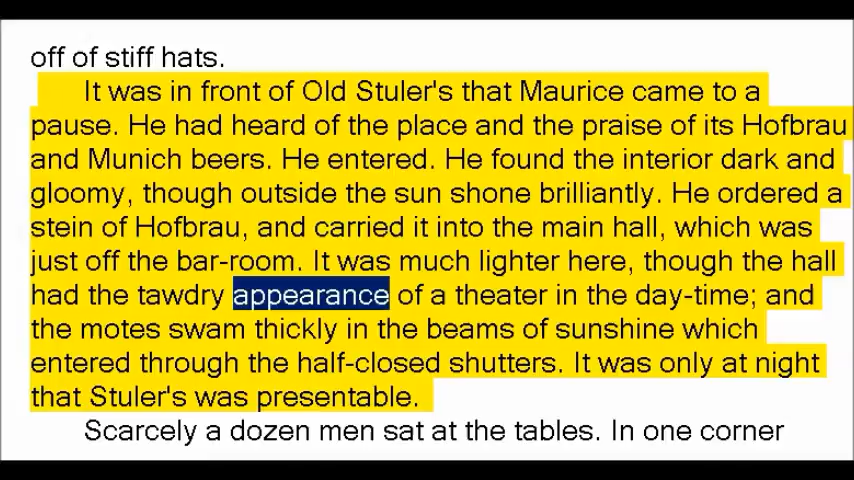 off of stiff hats.
It was in front of Old Stuler's that Maurice came to a
pause. He had heard of the place and the praise of its Hofbrau
and Munich beers. He entered. He found the interior dark and
gloomy, though outside the sun shone brilliantly. He ordered a
stein of Hofbrau, and carried it into the main hall, which was
just off the bar-room. It was much lighter here, though the hall
had the tawdry appearance of a theater in the day-time; and
the motes swam thickly in the beams of sunshine which
entered through the half-closed shutters. It was only at night
that Stuler's was presentable.
Scarcely a dozen men sat at the tables. In one corner